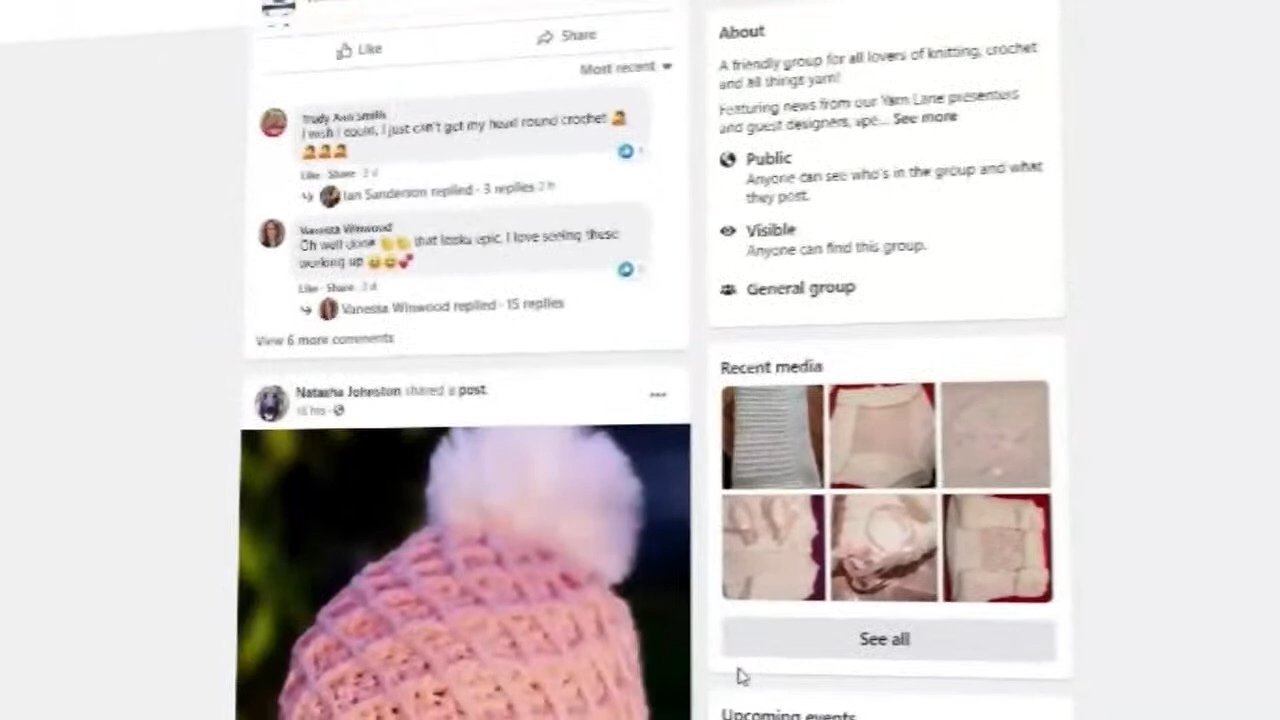 Like
Share
Most recent
Trudy Ann Smith
I wish I could, I just can't get my head round crochet
Like · Share · 3 d
Ian Sanderson replied · 3 replies 2 h
Vanessa Winwood
Oh well done that looks epic, I love seeing these
working up
Like · Share
Vanessa Winwood replied · 15 replies
View 6 more comments
Natasha Johnston shared a post.
hrs
About
A friendly group for all lovers of knitting, crochet
and all things yarn!
Featuring news from our Yarn Lane presenters
and guest designers, spe... See more
Public
Anyone can see who's in the group and what
they post.
Visible
Anyone can find this group.
General group
Recent media
See all
Upcoming events